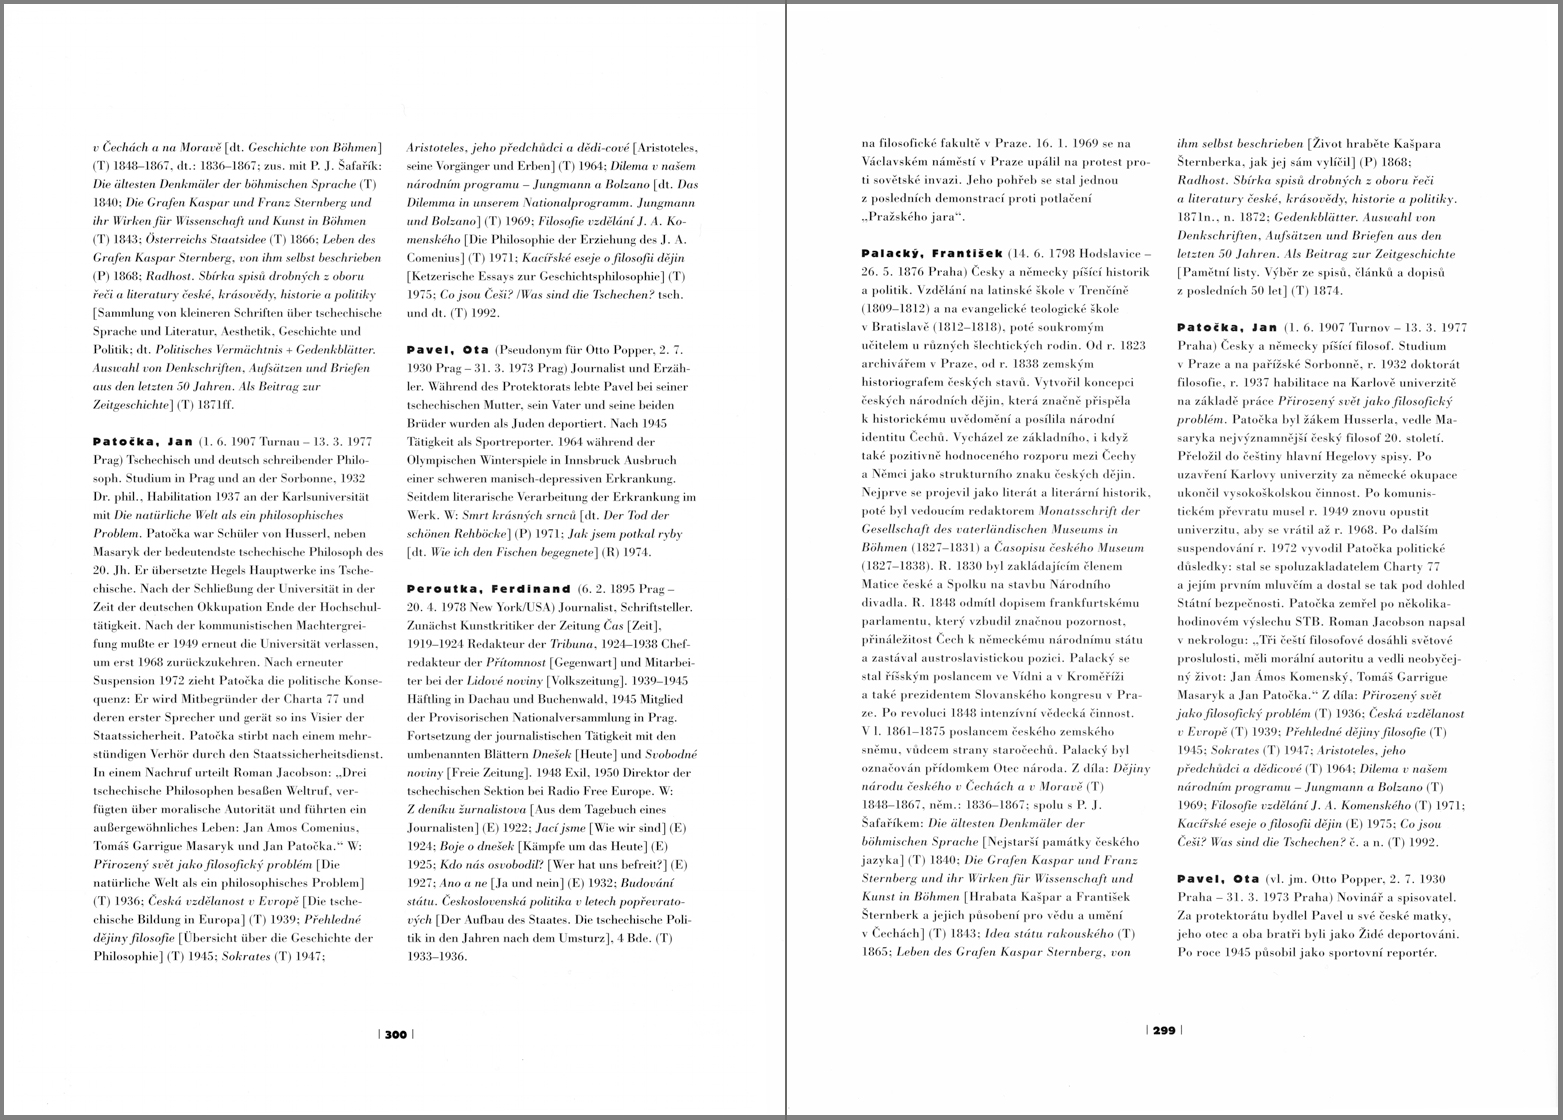 v Čechách a na Moravě [dt. Geschichte von Böhmen]
(T) 1848–1867, dt.: 1836–1867; zus. mit P. J. Šafařík:
Die ältesten Denkmäler der böhmischen Sprache (T)
1840; Die Grafen Kaspar und Franz Sternberg und
ihr Wirken für Wissenschaft und Kunst in Böhmen
(T) 1843; Österreichs Staatsidee (T) 1866; Leben des
Grafen Kaspar Sternberg, von ihm selbst beschrieben
(P) 1868; Radhost. Sbírka spisů drobných z oboru
řeči a literatury české, krásovědy, historie a politiky
[Sammlung von kleineren Schriften über tschechische
Sprache und Literatur, Aesthetik, Geschichte und
Politik; dt. Politisches Vermächtnis + Gedenkblätter.
Auswahl von Denkschriften, Aufsätzen und Briefen
aus den letzten 50 Jahren. Als Beitrag zur
Zeitgeschichte] (T) 1871ff.
Patočka, Jan (1. 6. 1907 Turnau – 13. 3. 1977
Prag) Tschechisch und deutsch schreibender Philo-
soph. Studium in Prag und an der Sorbonne, 1932
Dr. phil., Habilitation 1937 an der Karlsuniversität
mit Die natürliche Welt als ein philosophisches
Problem. Patočka war Schüler von Husserl, neben
Masaryk der bedeutendste tschechische Philosoph des
20. Jh. Er übersetzte Hegels Hauptwerke ins Tsche-
chische. Nach der Schließung der Universität in der
Zeit der deutschen Okkupation Ende der Hochschul-
tätigkeit. Nach der kommunistischen Machtergrei-
fung mußte er 1949 erneut die Universität verlassen,
um erst 1968 zurückzukehren. Nach erneuter
Suspension 1972 zieht Patočka die politische Konse-
quenz: Er wird Mitbegründer der Charta 77 und
deren erster Sprecher und gerät so ins Visier der
Staatssicherheit. Patočka stirbt nach einem mehr-
stündigen Verhör durch den Staatssicherheitsdienst.
In einem Nachruf urteilt Roman Jacobson: „Drei
tschechische Philosophen besaßen Weltruf, ver-
fügten über moralische Autorität und führten ein
außergewöhnliches Leben: Jan Amos Comenius,
Tomáš Garrigue Masaryk und Jan Patočka.“ W:
Přirozený svět jako filosofický problém [Die
natürliche Welt als ein philosophisches Problem]
(T) 1936; Česká vzdělanost v Evropě [Die tsche-
chische Bildung in Europa] (T) 1939; Přehledné
dějiny filosofie [Übersicht über die Geschichte der
Philosophie] (T) 1945; Sokrates (T) 1947;
Aristoteles, jeho předchůdci a dědi-cové [Aristoteles,
seine Vorgänger und Erben] (T) 1964; Dilema v našem
národním programu – Jungmann a Bolzano [dt. Das
Dilemma in unserem Nationalprogramm. Jungmann
und Bolzano] (T) 1969; Filosofie vzdělání J. A. Ko-
menského [Die Philosophie der Erziehung des J. A.
Comenius] (T) 1971; Kacířské eseje o filosofii dějin
[Ketzerische Essays zur Geschichtsphilosophie] (T)
1975; Co jsou Češi? /Was sind die Tschechen? tsch.
und dt. (T) 1992.
Pavel, Ota (Pseudonym für Otto Popper, 2. 7.
1930 Prag – 31. 3. 1973 Prag) Journalist und Erzäh-
ler. Während des Protektorats lebte Pavel bei seiner
tschechischen Mutter, sein Vater und seine beiden
Brüder wurden als Juden deportiert. Nach 1945
Tätigkeit als Sportreporter. 1964 während der
Olympischen Winterspiele in Innsbruck Ausbruch
einer schweren manisch-depressiven Erkrankung.
Seitdem literarische Verarbeitung der Erkrankung im
Werk. W: Smrt krásných srnců [dt. Der Tod der
schönen Rehböcke] (P) 1971; Jak jsem potkal ryby
[dt. Wie ich den Fischen begegnete] (R) 1974.
Peroutka, Ferdinand (6. 2. 1895 Prag –
20. 4. 1978 New York/USA) Journalist, Schriftsteller.
Zunächst Kunstkritiker der Zeitung Čas [Zeit],
1919–1924 Redakteur der Tribuna, 1924–1938 Chef-
redakteur der Přítomnost [Gegenwart] und Mitarbei-
ter bei der Lidové noviny [Volkszeitung]. 1939–1945
Häftling in Dachau und Buchenwald, 1945 Mitglied
der Provisorischen Nationalversammlung in Prag.
Fortsetzung der journalistischen Tätigkeit mit den
umbenannten Blättern Dnešek [Heute] und Svobodné
noviny [Freie Zeitung]. 1948 Exil, 1950 Direktor der
tschechischen Sektion bei Radio Free Europe. W:
Z deníku žurnalistova [Aus dem Tagebuch eines
Journalisten] (E) 1922; Jací jsme [Wie wir sind] (E)
1924; Boje o dnešek [Kämpfe um das Heute] (E)
1925; Kdo nás osvobodil? [Wer hat uns befreit?] (E)
1927; Ano a ne [Ja und nein] (E) 1932; Budování
státu. Československá politika v letech popřevrato-
vých [Der Aufbau des Staates. Die tschechische Poli-
tik in den Jahren nach dem Umsturz], 4 Bde. (T)
1933–1936.
| 300 |
na filosofické fakultě v Praze. 16. 1. 1969 se na
Václavském náměstí v Praze upálil na protest pro-
ti sovětské invazi. Jeho pohřeb se stal jednou
z posledních demonstrací proti potlačení
„Pražského jara“.
Palacký, František (14. 6. 1798 Hodslavice –
26. 5. 1876 Praha) Česky a německy píšící historik
a politik. Vzdělání na latinské škole v Trenčíně
(1809–1812) a na evangelické teologické škole
v Bratislavě (1812–1818), poté soukromým
učitelem u různých šlechtických rodin. Od r. 1823
archivářem v Praze, od r. 1838 zemským
historiografem českých stavů. Vytvořil koncepci
českých národních dějin, která značně přispěla
k historickému uvědomění a posílila národní
identitu Čechů. Vycházel ze základního, i když
také pozitivně hodnoceného rozporu mezi Čechy
a Němci jako strukturního znaku českých dějin.
Nejprve se projevil jako literát a literární historik,
poté byl vedoucím redaktorem Monatsschrift der
Gesellschaft des vaterländischen Museums in
Böhmen (1827–1831) a Časopisu českého Museum
(1827–1838). R. 1830 byl zakládajícím členem
Matice české a Spolku na stavbu Národního
divadla. R. 1848 odmítl dopisem frankfurtskému
parlamentu, který vzbudil značnou pozornost,
přináležitost Čech k německému národnímu státu
a zastával austroslavistickou pozici. Palacký se
stal říšským poslancem ve Vídni a v Kroměříži
a také prezidentem Slovanského kongresu v Pra-
ze. Po revoluci 1848 intenzívní vědecká činnost.
V l. 1861–1875 poslancem českého zemského
sněmu, vůdcem strany staročechů. Palacký byl
označován přídomkem Otec národa. Z díla: Dějiny
národu českého v Čechách a v Moravě (T)
1848–1867, něm.: 1836–1867; spolu s P. J.
Šafaříkem: Die ältesten Denkmäler der
böhmischen Sprache [Nejstarší památky českého
jazyka] (T) 1840; Die Grafen Kaspar und Franz
Sternberg und ihr Wirken für Wissenschaft und
Kunst in Böhmen [Hrabata Kašpar a František
Šternberk a jejich působení pro vědu a umění
v Čechách] (T) 1843; Idea státu rakouského (T)
1865; Leben des Grafen Kaspar Sternberg, von
ihm selbst beschrieben [Život hraběte Kašpara
Šternberka, jak jej sám vylíčil] (P) 1868;
Radhost. Sbírka spisů drobných z oboru řeči
a literatury české, krásovědy, historie a politiky.
1871n., n. 1872; Gedenkblätter. Auswahl von
Denkschriften, Aufsätzen und Briefen aus den
letzten 50 Jahren. Als Beitrag zur Zeitgeschichte
[Pamětní listy. Výběr ze spisů, článků a dopisů
z posledních 50 let] (T) 1874.
Patočka, Jan (1. 6. 1907 Turnov – 13. 3. 1977
Praha) Česky a německy píšící filosof. Studium
v Praze a na pařížské Sorbonně, r. 1932 doktorát
filosofie, r. 1937 habilitace na Karlově univerzitě
na základě práce Přirozený svět jako filosofický
problém. Patočka byl žákem Husserla, vedle Ma-
saryka nejvýznamnější český filosof 20. století.
Přeložil do češtiny hlavní Hegelovy spisy. Po
uzavření Karlovy univerzity za německé okupace
ukončil vysokoškolskou činnost. Po komunis-
tickém převratu musel r. 1949 znovu opustit
univerzitu, aby se vrátil až r. 1968. Po dalším
suspendování r. 1972 vyvodil Patočka politické
důsledky: stal se spoluzakladatelem Charty 77
a jejím prvním mluvčím a dostal se tak pod dohled
Státní bezpečnosti. Patočka zemřel po několika-
hodinovém výslechu STB. Roman Jacobson napsal
v nekrologu: „Tři čeští filosofové dosáhli světové
proslulosti, měli morální autoritu a vedli neobyčej-
ný život: Jan Ámos Komenský, Tomáš Garrigue
Masaryk a Jan Patočka.“ Z díla: Přirozený svět
jako filosofický problém (T) 1936; Česká vzdělanost
v Evropě (T) 1939; Přehledné dějiny filosofie (T)
1945; Sokrates (T) 1947; Aristoteles, jeho
předchůdci a dědicové (T) 1964; Dilema v našem
národním programu – Jungmann a Bolzano (T)
1969; Filosofie vzdělání J. A. Komenského (T) 1971;
Kacířské eseje o filosofii dějin (E) 1975; Co jsou
Češi? Was sind die Tschechen? č. a n. (T) 1992.
Pavel, Ota (vl. jm. Otto Popper, 2. 7. 1930
Praha – 31. 3. 1973 Praha) Novinář a spisovatel.
Za protektorátu bydlel Pavel u své české matky,
jeho otec a oba bratři byli jako Židé deportováni.
Po roce 1945 působil jako sportovní reportér.
| 299 |